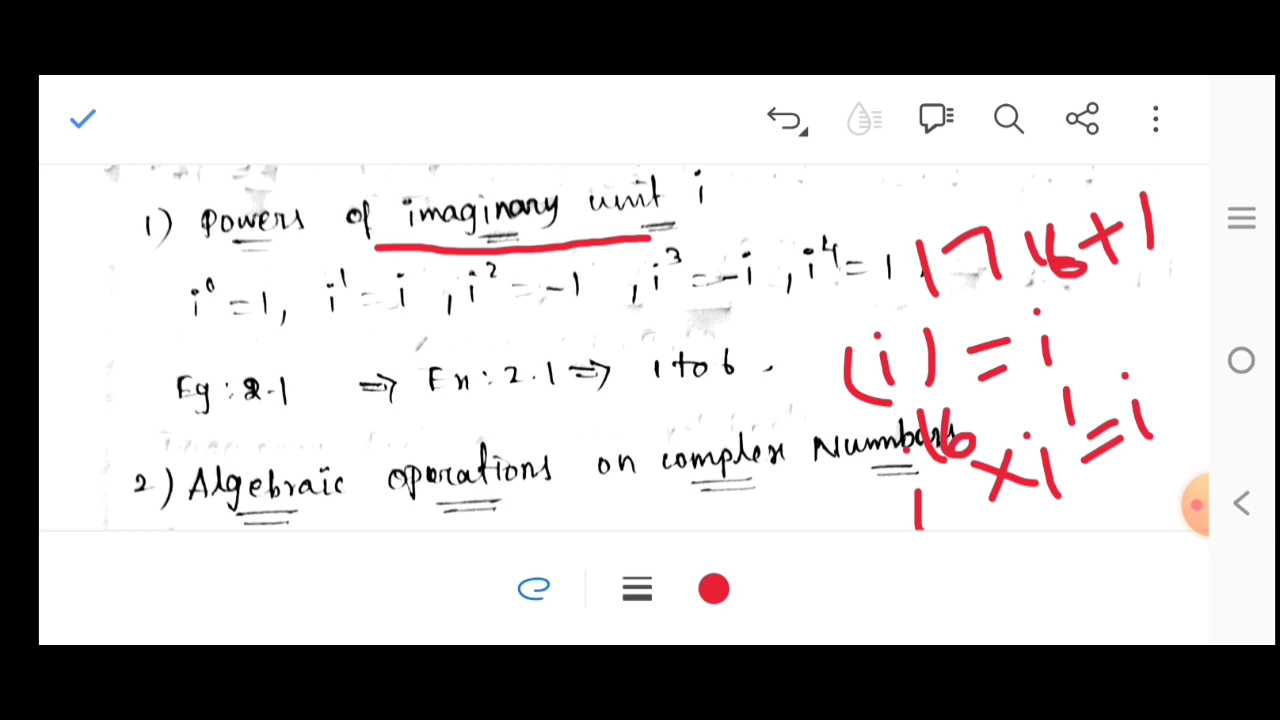 1) Powers of imaginary unit i
i⁰ = 1, i¹ = i, i² = -1, i³ = -i, i⁴ = 1
Eg : 2.1 ⇒ Ex : 2.1 ⇒ 1 to 6.
2) Algebraic operations on complex Numbers
17 16+1
(i) = i
16 × i¹ = i
1